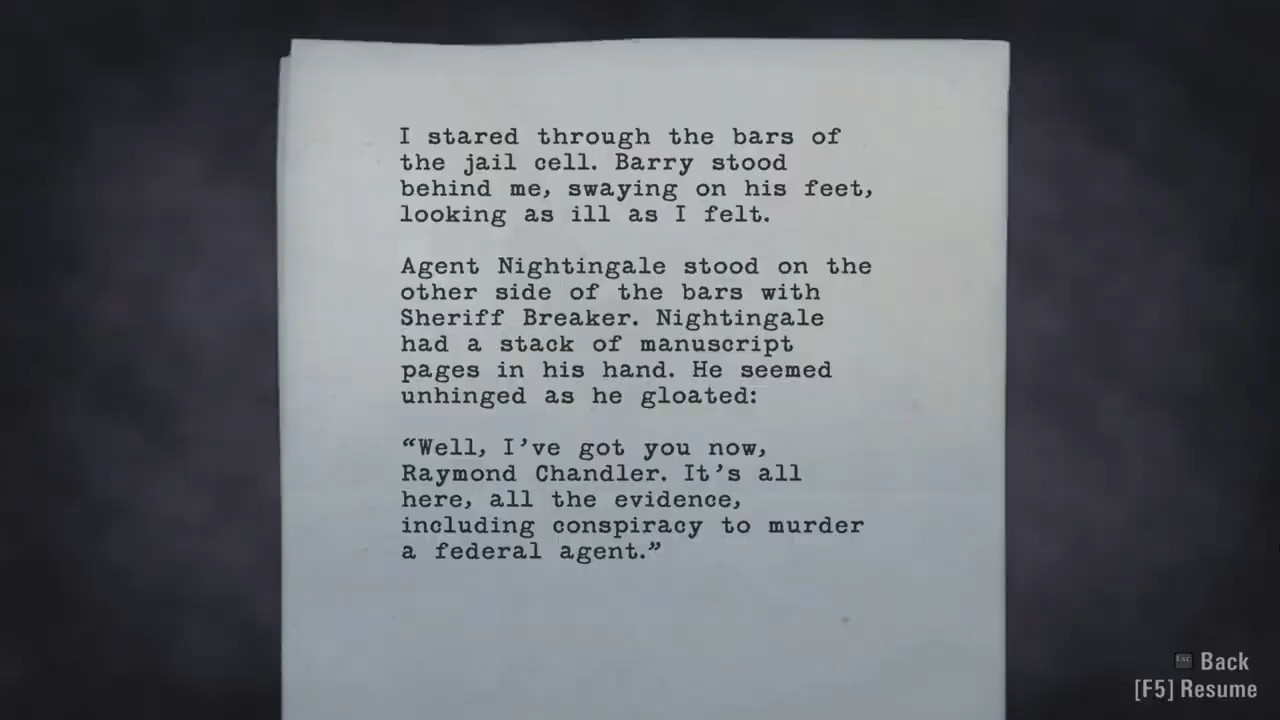 I stared through the bars of
the jail cell. Barry stood
behind me, swaying on his feet,
looking as ill as I felt.
Agent Nightingale stood on the
other side of the bars with
Sheriff Breaker. Nightingale
had a stack of manuscript
pages in his hand. He seemed
unhinged as he gloated:
“Well, I’ve got you now,
Raymond Chandler. It’s all
here, all the evidence,
including conspiracy to murder
a federal agent.”
Esc Back
[F5] Resume